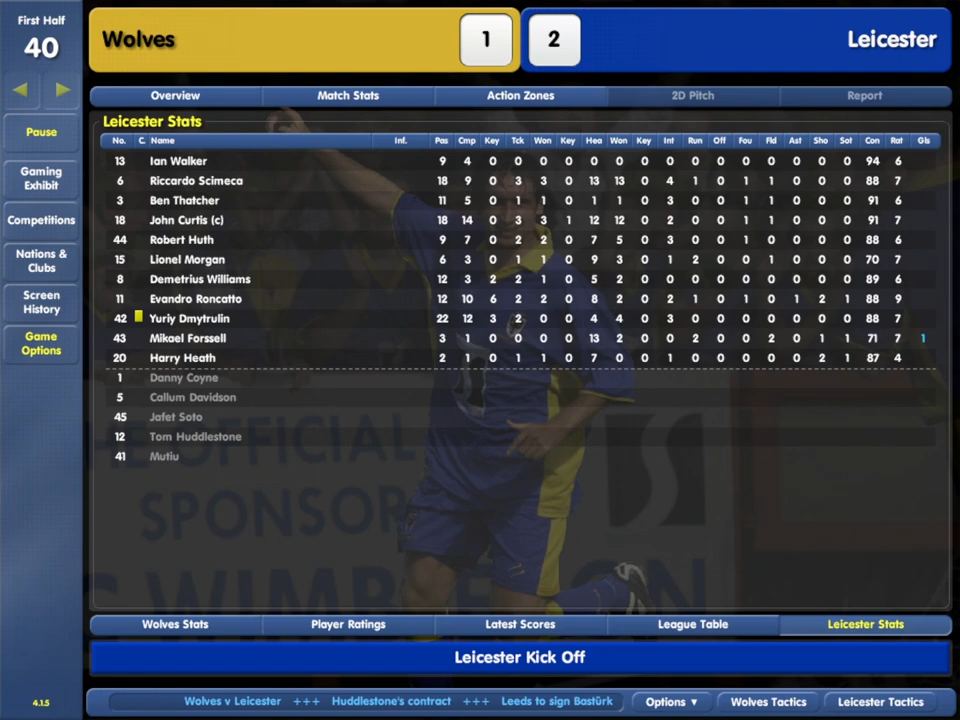 First Half
40
Pause
Gaming
Exhibit
Competitions
Nations &
Clubs
Screen
History
Game
Options
4.1.5
Wolves 1 2 Leicester
Overview Match Stats Action Zones 2D Pitch Report
Leicester Stats
No. C. Name Inf. Pas Cmp Key Tck Won Key Hea Won Key Int Run Off Fou Fld Ast Sho Sot Con Rat Gls
13 Ian Walker 9 4 0 0 0 0 0 0 0 0 0 0 0 0 0 0 0 94 6
6 Riccardo Scimeca 18 9 0 3 3 0 13 13 0 4 1 0 1 1 0 0 0 88 7
3 Ben Thatcher 11 5 0 1 1 0 1 1 0 3 0 0 1 1 0 0 0 91 6
18 John Curtis (c) 18 14 0 3 3 1 12 12 0 2 0 0 1 1 0 0 0 91 7
44 Robert Huth 9 7 0 2 2 0 7 5 0 3 0 0 1 0 0 0 0 88 6
15 Lionel Morgan 6 3 0 1 1 0 9 3 0 1 2 0 0 1 0 0 0 70 7
8 Demetrius Williams 12 3 2 2 1 0 5 2 0 0 0 0 0 0 0 0 0 89 6
11 Evandro Roncatto 12 10 6 2 2 0 8 2 0 2 1 0 1 0 1 2 1 88 9
42 Yuriy Dmytrulin 22 12 3 2 0 0 4 4 0 3 0 0 0 0 0 0 0 88 7
43 Mikael Forssell 3 1 0 0 0 0 13 2 0 0 2 0 0 2 0 1 1 71 7 1
20 Harry Heath 2 1 0 1 1 0 7 0 0 1 0 0 0 0 0 2 1 87 4
1 Danny Coyne
5 Callum Davidson
45 Jafet Soto
12 Tom Huddlestone
41 Mutiu
THE OFFICIAL
SPONSOR
WIMBLEDON
Wolves Stats Player Ratings Latest Scores League Table Leicester Stats
Leicester Kick Off
Wolves v Leicester +++ Huddlestone's contract +++ Leeds to sign Bastürk Options ▼ Wolves Tactics Leicester Tactics